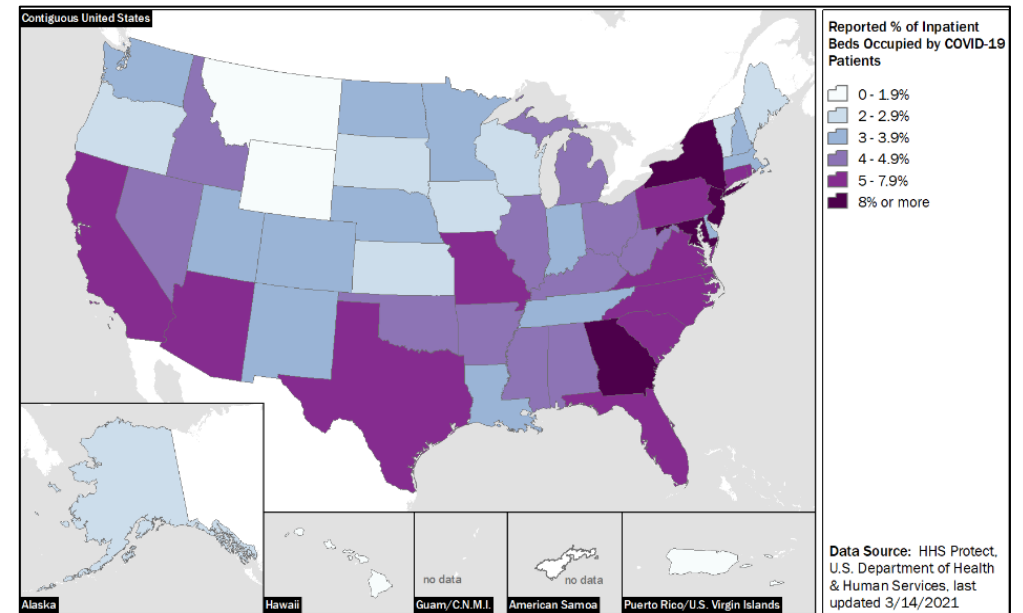 Contiguous United States
Reported % of Inpatient
Beds Occupied by COVID-19
Patients
0 - 1.9%
2 - 2.9%
3 - 3.9%
4 - 4.9%
5 - 7.9%
8% or more
Data Source: HHS Protect,
U.S. Department of Health
& Human Services, last
updated 3/14/2021
Alaska
Hawaii
no data
Guam/C.N.M.I.
no data
American Samoa
Puerto Rico/U.S. Virgin Islands